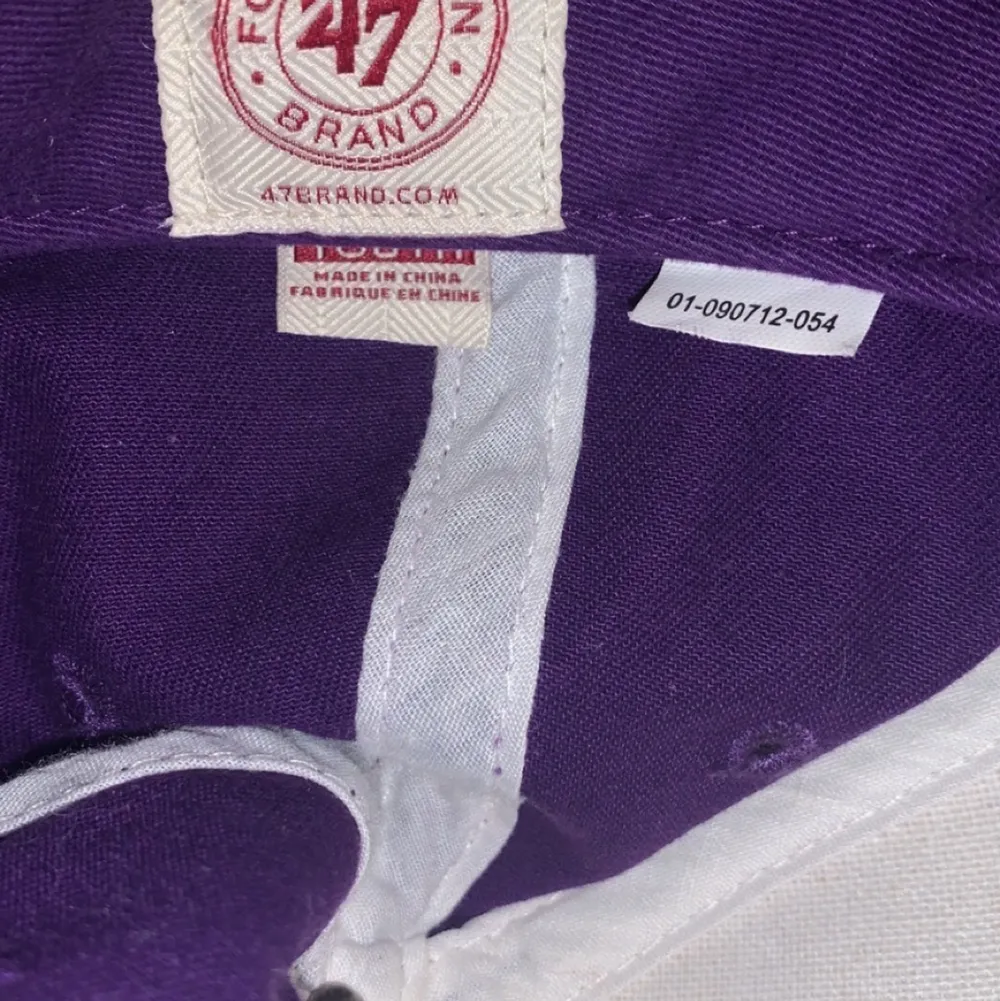 47
BRAND
47BRAND.COM
MADE IN CHINA
FABRIQUE EN CHINE
01-090712-054